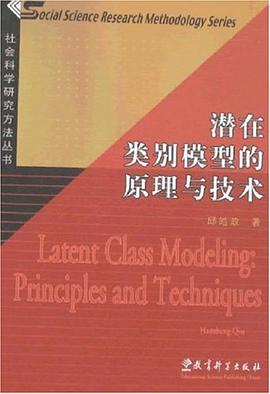 Social Science Research Methodology Series
社会科学研究方法丛书
潜在
类别模型的
原理与技术
邱皓政 著
Latent Class Modeling:
Principles and Techniques
Hawjeng Qiu
教育科学出版社
Educational Science Publishing House